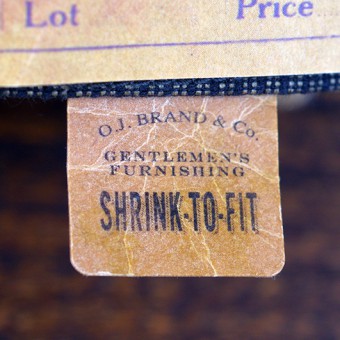 Lot Price
O.J. BRAND & Co.
GENTLEMEN'S
FURNISHING
SHRINK-TO-FIT